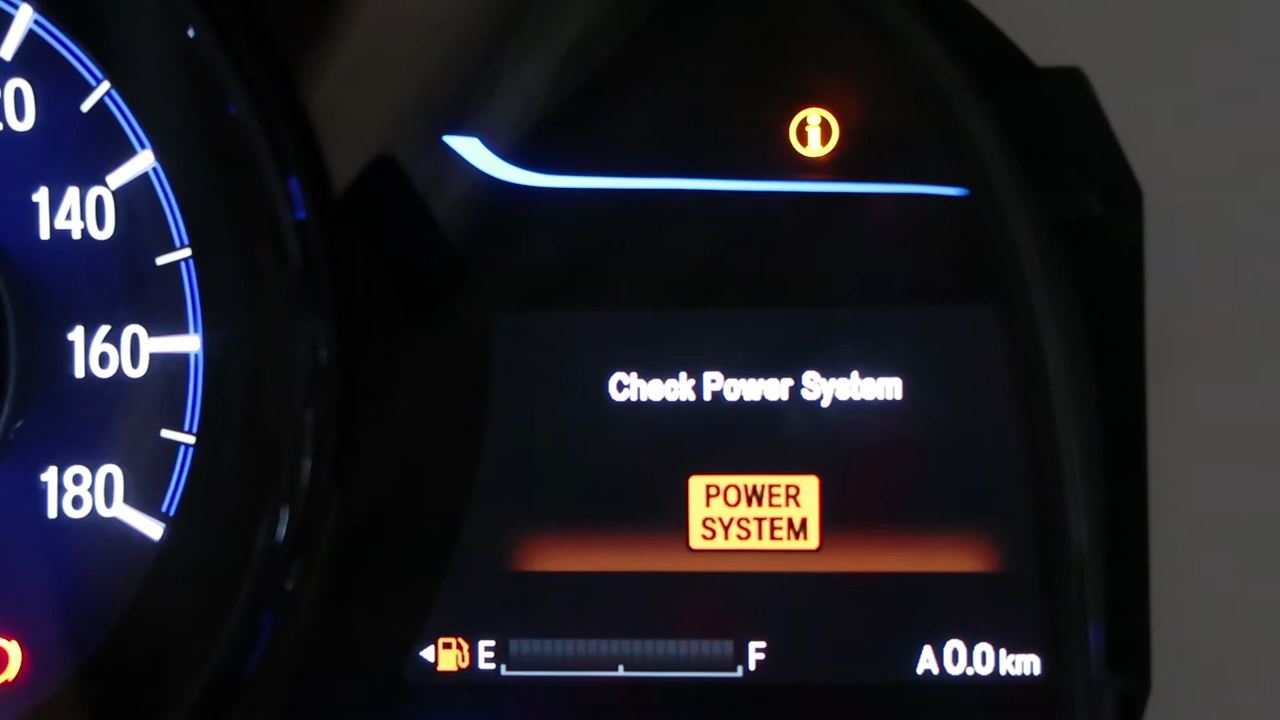 20
140
160
180
Check Power System
POWER
SYSTEM
E F
A 0.0 km